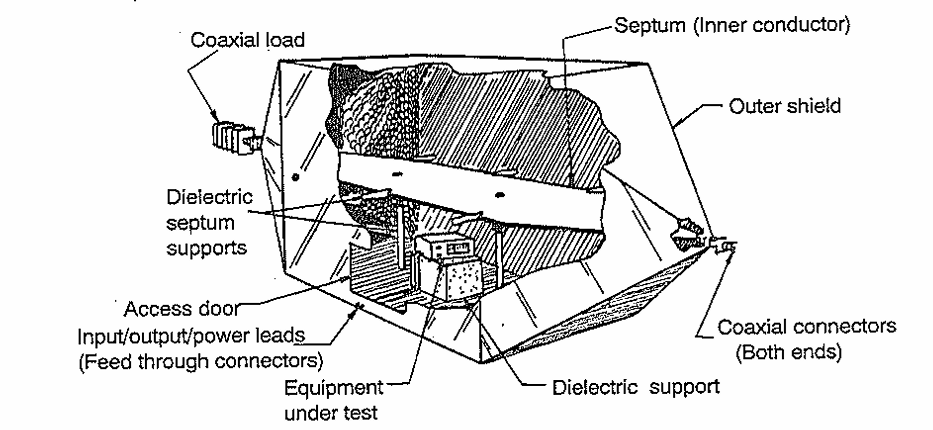 Septum (Inner conductor)
Coaxial load
Outer shield
Dielectric
septum
supports
Access door
Input/output/power leads
(Feed through connectors)
Coaxial connectors
(Both ends)
Equipment
under test
Dielectric support